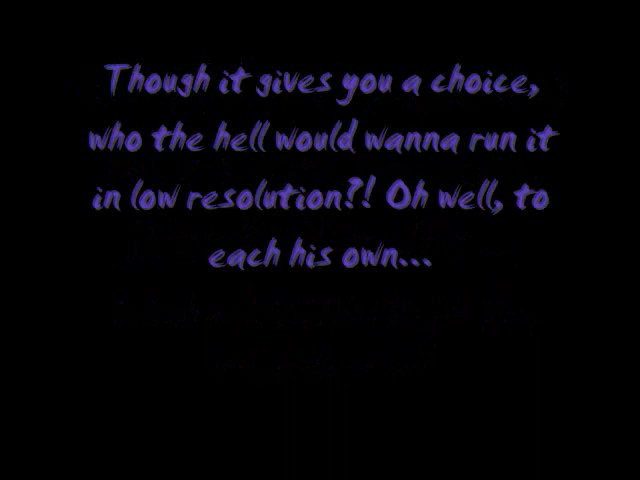 Though it gives you a choice,
who the hell would wanna run it
in low resolution?! Oh well, to
each his own...